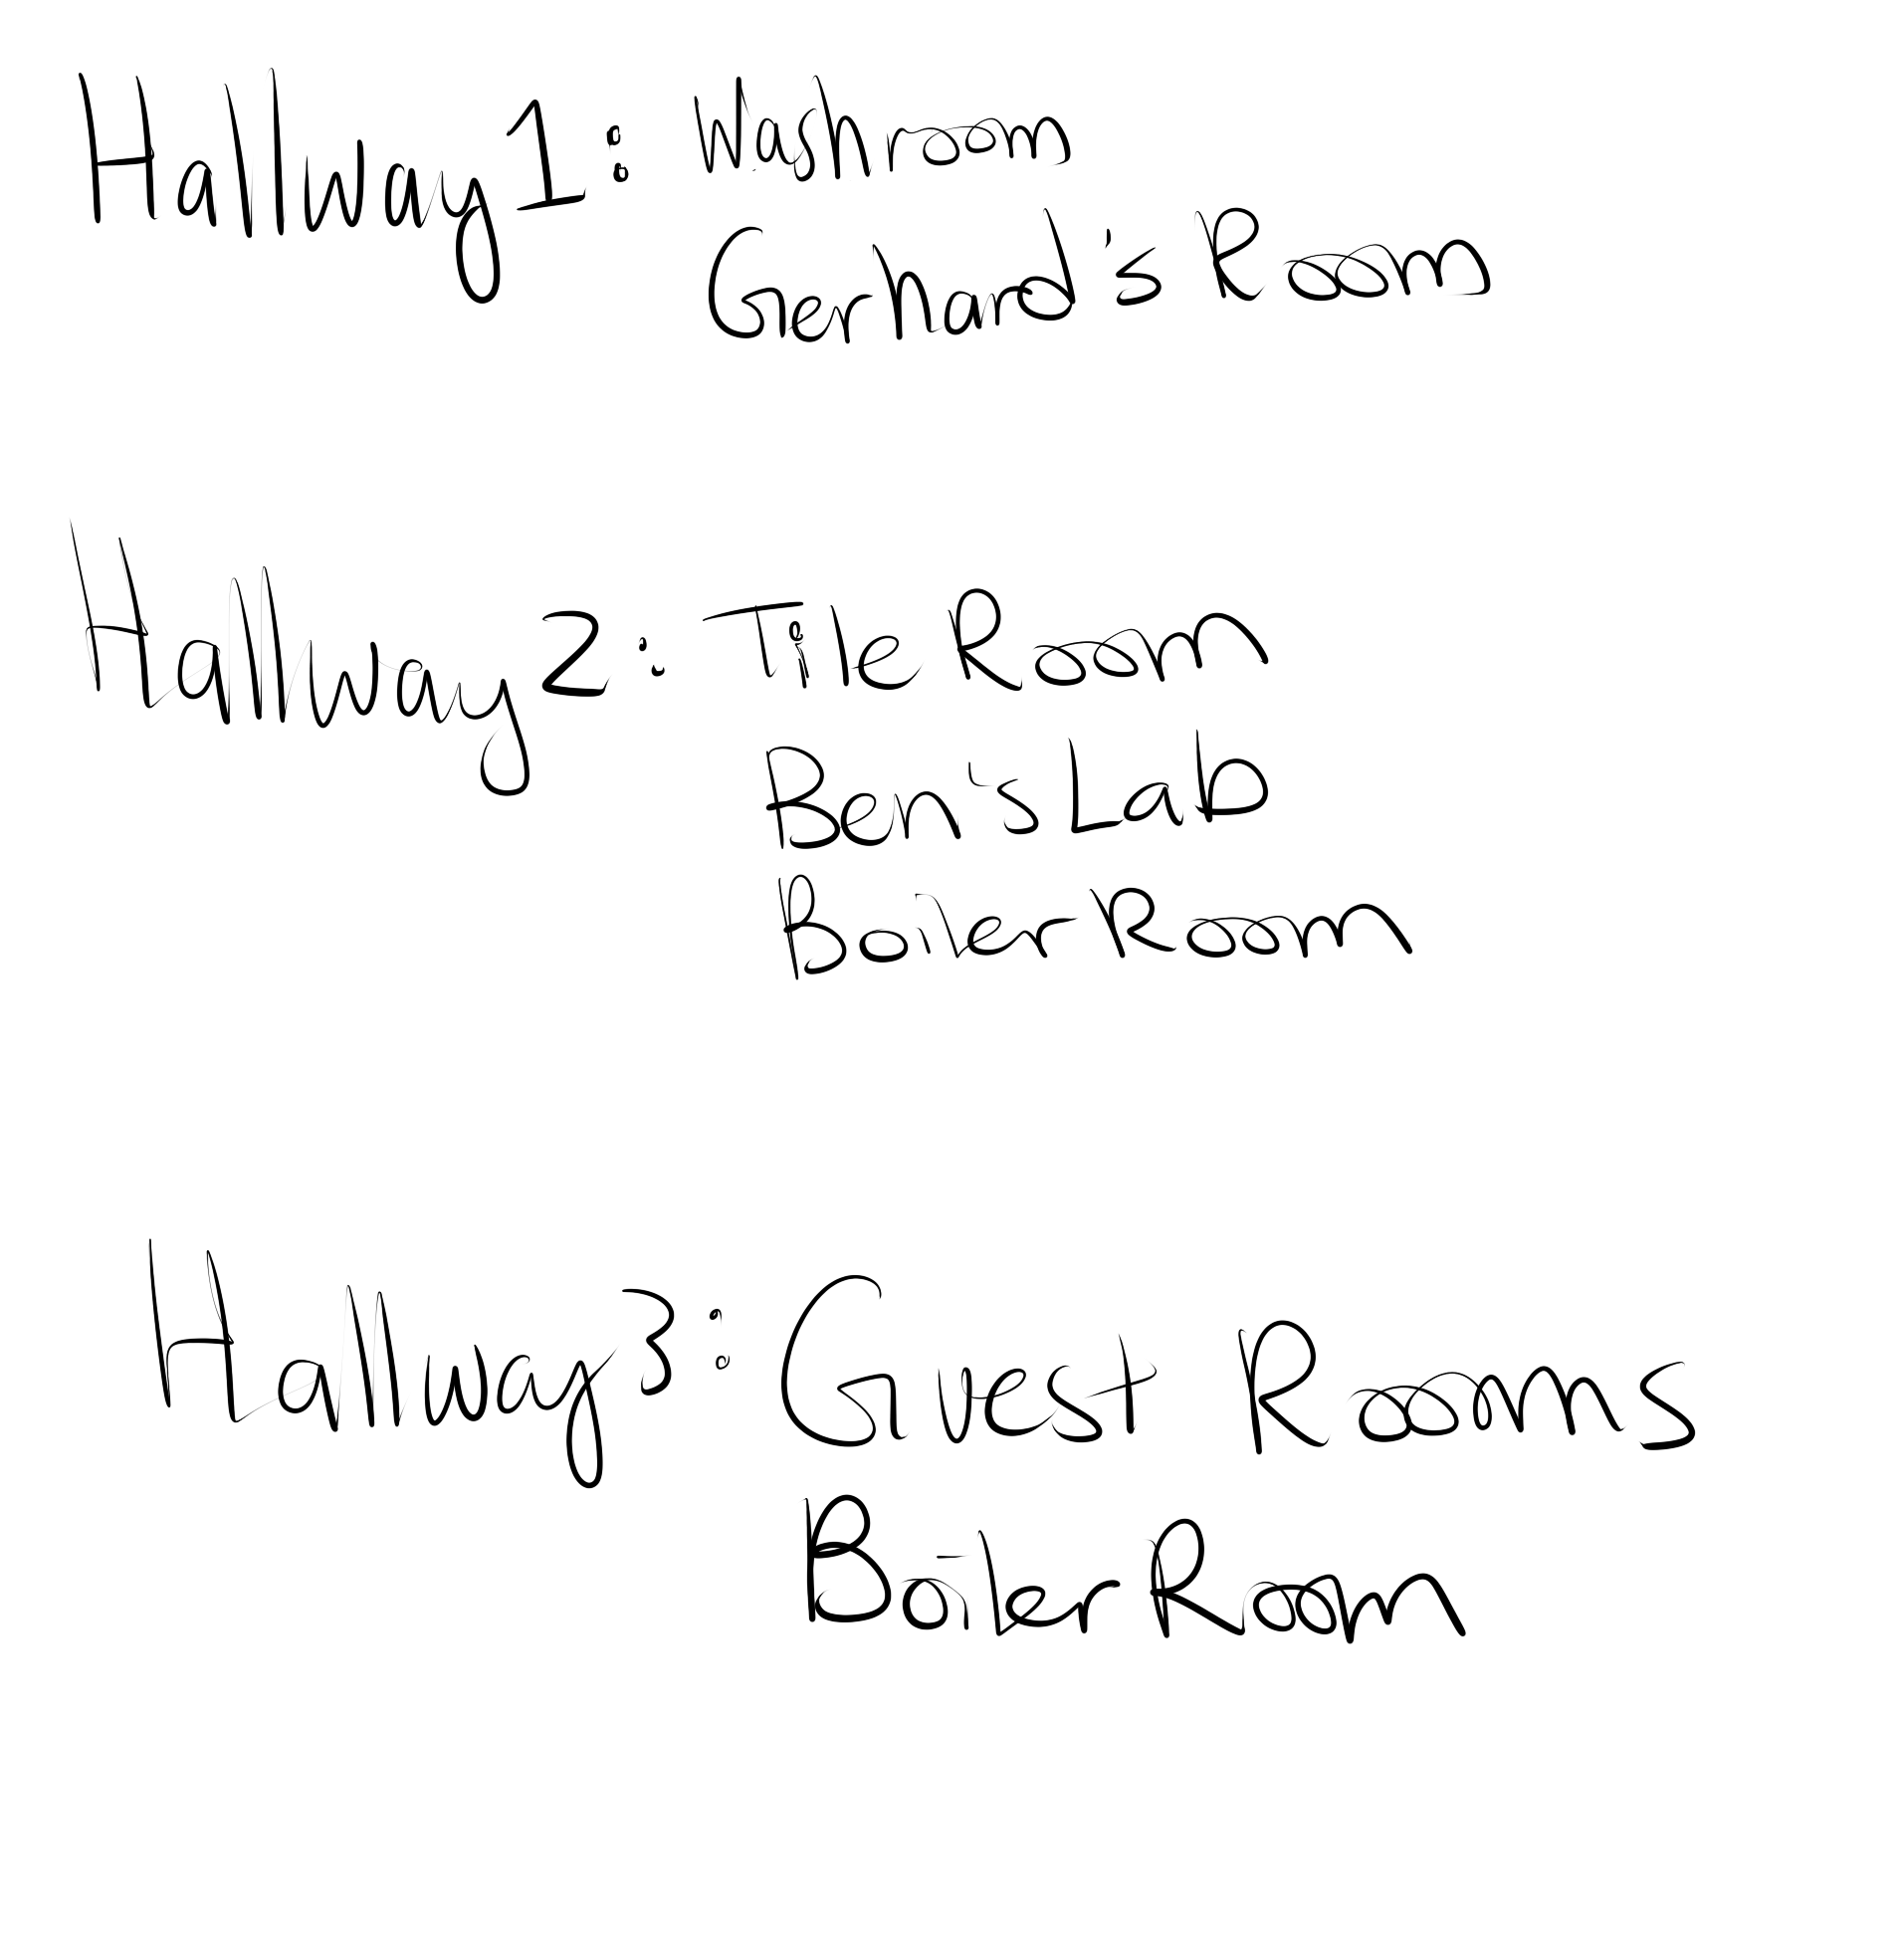 Hallway 1: Washroom
Gerhard's Room
Hallway 2: Tile Room
Ben's Lab
Boiler Room
Hallway 3: Guest Rooms
Boiler Room